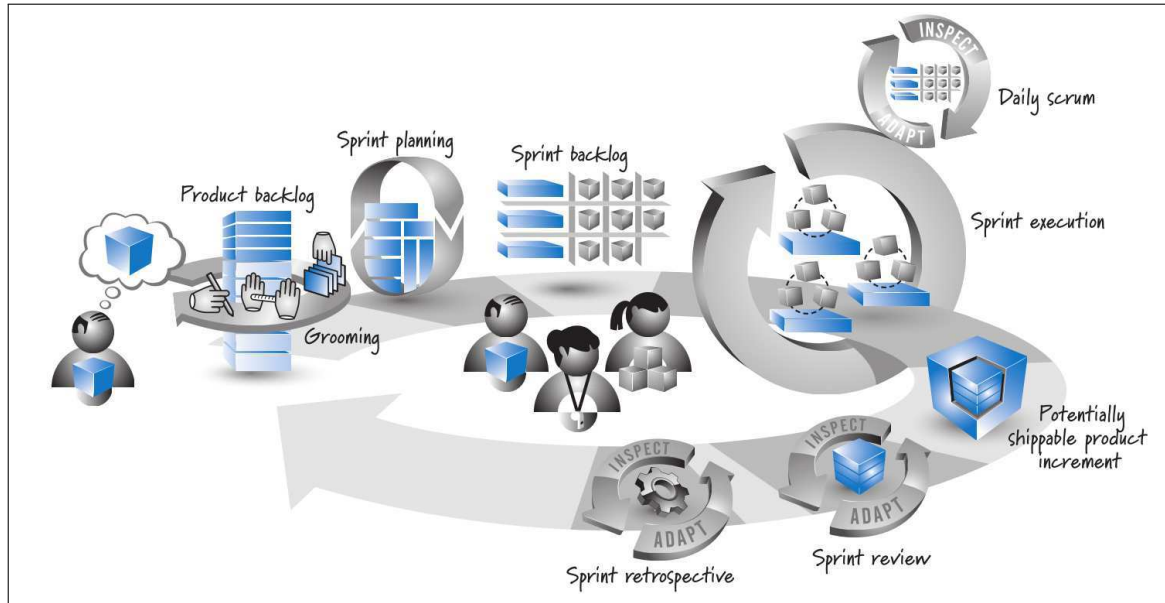 INSPECT
ADAPT
Daily scrum
Sprint planning
Sprint backlog
Product backlog
Sprint execution
Grooming
Potentially
shippable product
increment
INSPECT
ADAPT
Sprint review
INSPECT
ADAPT
Sprint retrospective